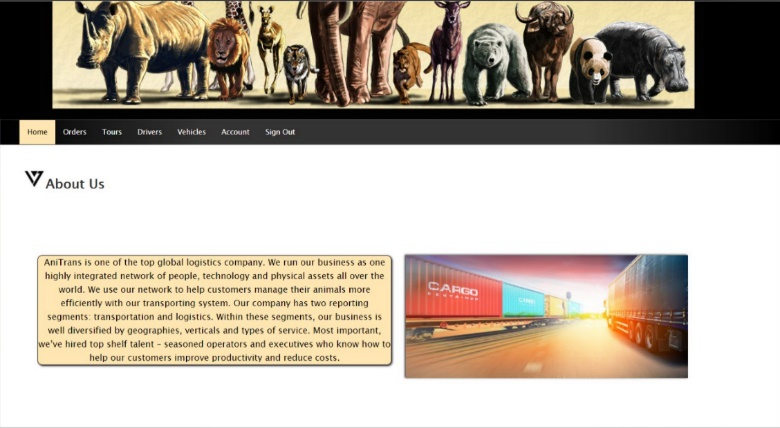 Home Orders Tours Drivers Vehicles Account Sign Out
About Us
AniTrans is one of the top global logistics company. We run our business as one
highly integrated network of people, technology and physical assets all over the
world. We use our network to help customers manage their animals more
efficiently with our transporting system. Our company has two reporting
segments: transportation and logistics. Within these segments, our business is
well diversified by geographies, verticals and types of service. Most important,
we've hired top shelf talent – seasoned operators and executives who know how to
help our customers improve productivity and reduce costs.
CARGO
CONTAINER